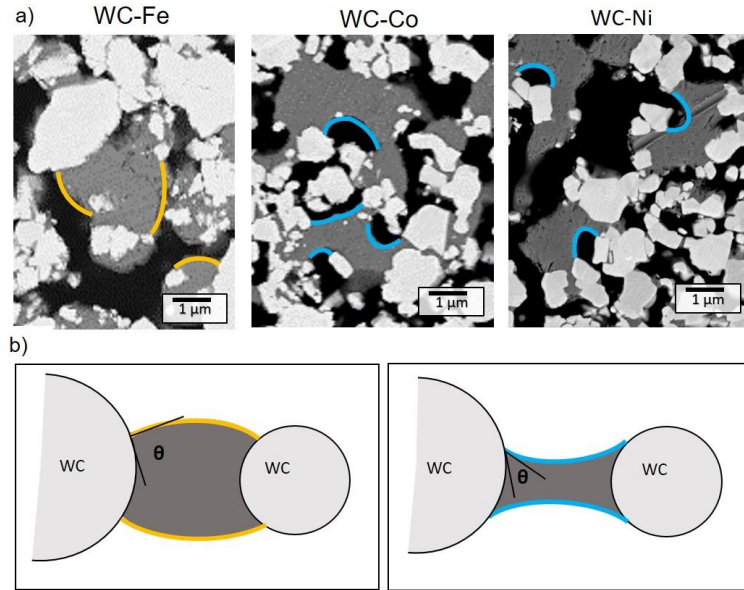 a) WC-Fe WC-Co WC-Ni
1 µm 1 µm 1 µm
b)
WC θ WC WC θ WC